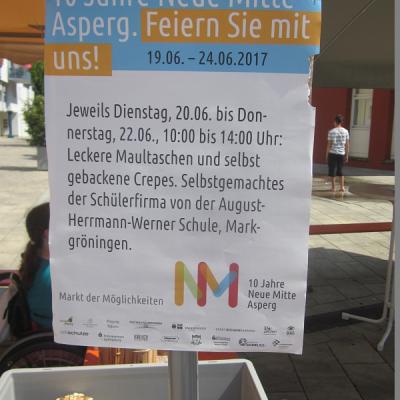 10 Jahre Neue Mitte
Asperg. Feiern Sie mit
uns!
19.06. – 24.06.2017
Jeweils Dienstag, 20.06. bis Don-
nerstag, 22.06., 10:00 bis 14:00 Uhr:
Leckere Maultaschen und selbst
gebackene Crepes. Selbstgemachtes
der Schülerfirma von der August-
Herrmann-Werner Schule, Mark-
gröningen.
NM
Markt der Möglichkeiten
10 Jahre
Neue Mitte
Asperg